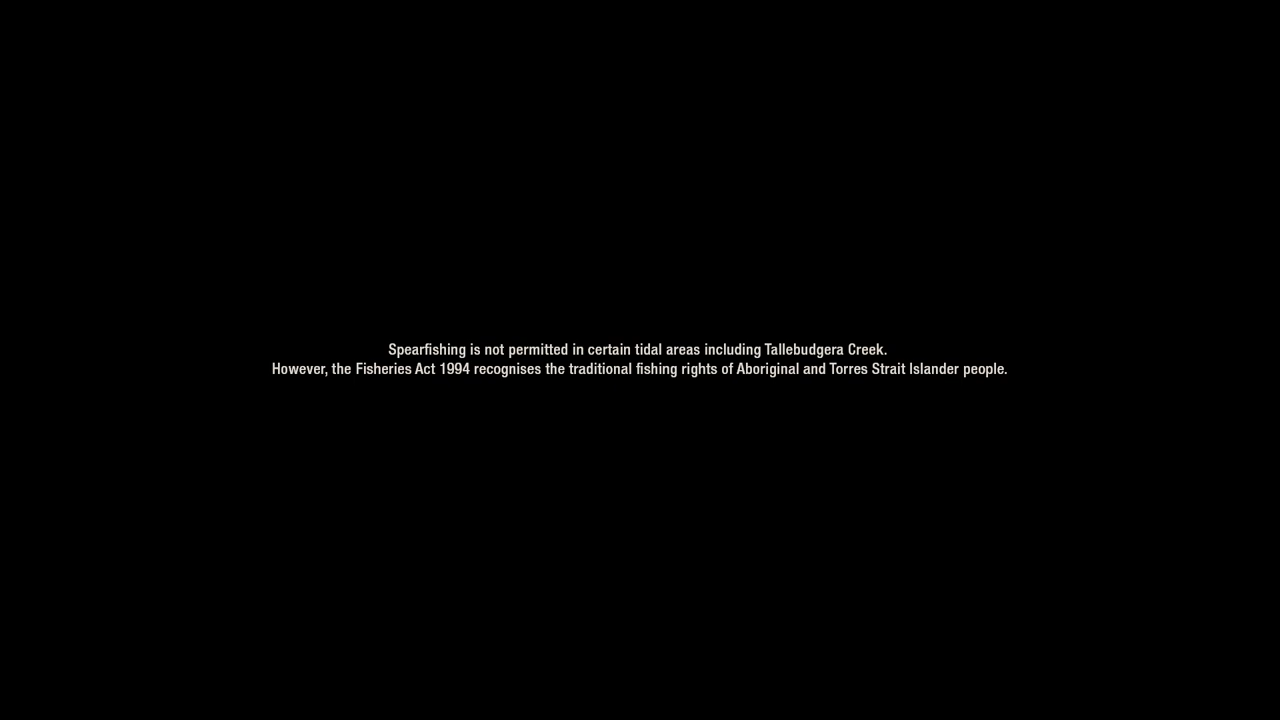 Spearfishing is not permitted in certain tidal areas including Tallebudgera Creek.
However, the Fisheries Act 1994 recognises the traditional fishing rights of Aboriginal and Torres Strait Islander people.